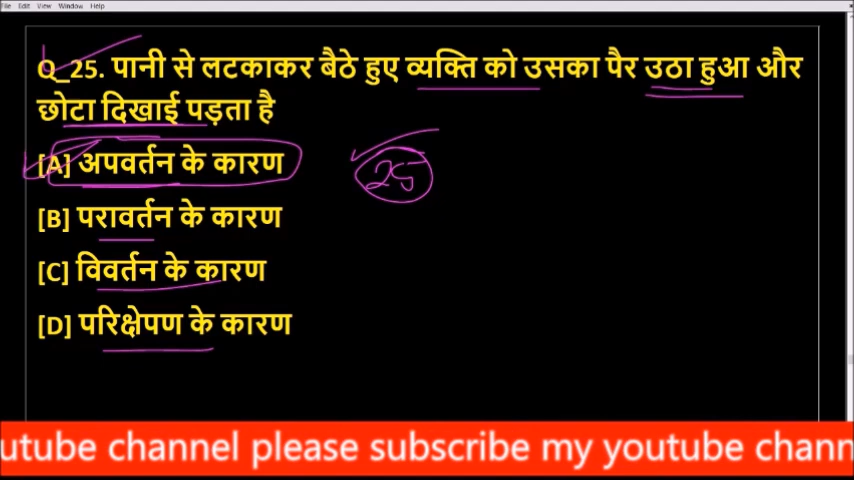 File Edit View Window Help
Q_25. पानी से लटकाकर बैठे हुए व्यक्ति को उसका पैर उठा हुआ और
छोटा दिखाई पड़ता है
[A] अपवर्तन के कारण
25
[B] परावर्तन के कारण
[C] विवर्तन के कारण
[D] परिक्षेपण के कारण
utube channel please subscribe my youtube chann